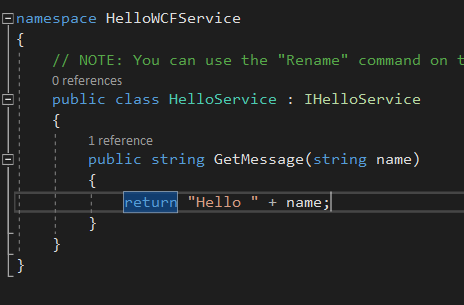 namespace HelloWCFService
{
// NOTE: You can use the "Rename" command on t
0 references
public class HelloService : IHelloService
{
1 reference
public string GetMessage(string name)
{
return "Hello " + name;
}
}
}